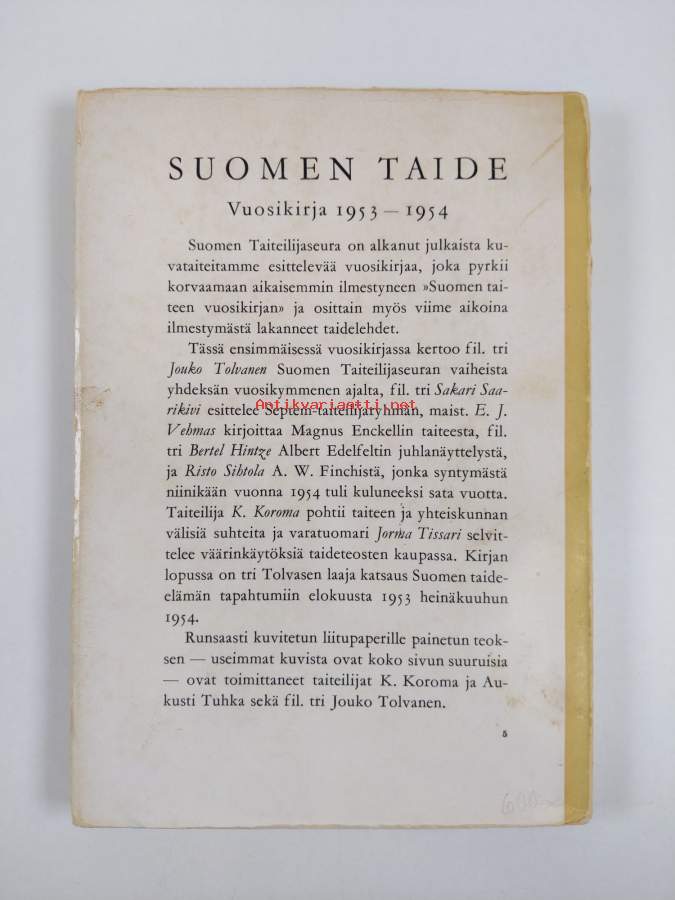 SUOMEN TAIDE
Vuosikirja 1953 – 1954
Suomen Taiteilijaseura on alkanut julkaista ku-
vataiteitamme esittelevää vuosikirjaa, joka pyrkii
korvaamaan aikaisemmin ilmestyneen »Suomen tai-
teen vuosikirjan» ja osittain myös viime aikoina
ilmestymästä lakanneet taidelehdet.
Tässä ensimmäisessä vuosikirjassa kertoo fil. tri
Jouko Tolvanen Suomen Taiteilijaseuran vaiheista
yhdeksän vuosikymmenen ajalta, fil. tri Sakari Saa-
rikivi esittelee Septem-taiteilijaryhmän, maist. E. J.
Antikvariaatti.net
Vehmas kirjoittaa Magnus Enckellin taiteesta, fil.
tri Bertel Hintze Albert Edelfeltin juhlanäyttelystä,
ja Risto Sihtola A. W. Finchistä, jonka syntymästä
niinikään vuonna 1954 tuli kuluneeksi sata vuotta.
Taiteilija K. Koroma pohtii taiteen ja yhteiskunnan
välisiä suhteita ja varatuomari Jorma Tissari selvit-
telee väärinkäytöksiä taideteosten kaupassa. Kirjan
lopussa on tri Tolvasen laaja katsaus Suomen taide-
elämän tapahtumiin elokuusta 1953 heinäkuuhun
1954.
Runsaasti kuvitetun liitupaperille painetun teok-
sen — useimmat kuvista ovat koko sivun suuruisia
— ovat toimittaneet taiteilijat K. Koroma ja Au-
kusti Tuhka sekä fil. tri Jouko Tolvanen.
5
600